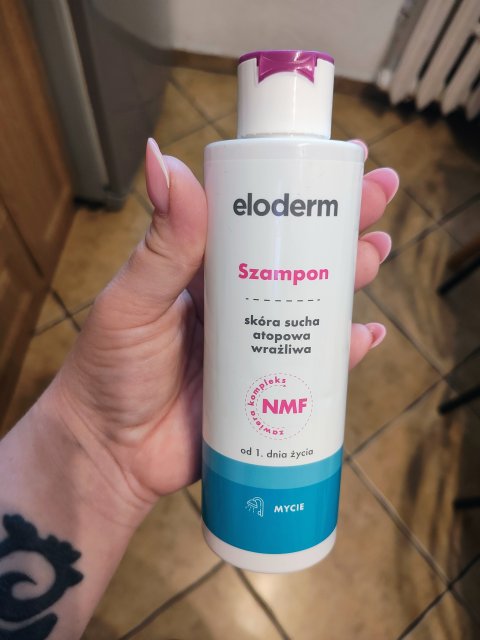 eloderm
Szampon
skóra sucha
atopowa
wrażliwa
zawiera kompleks
NMF
od 1. dnia życia
MYCIE